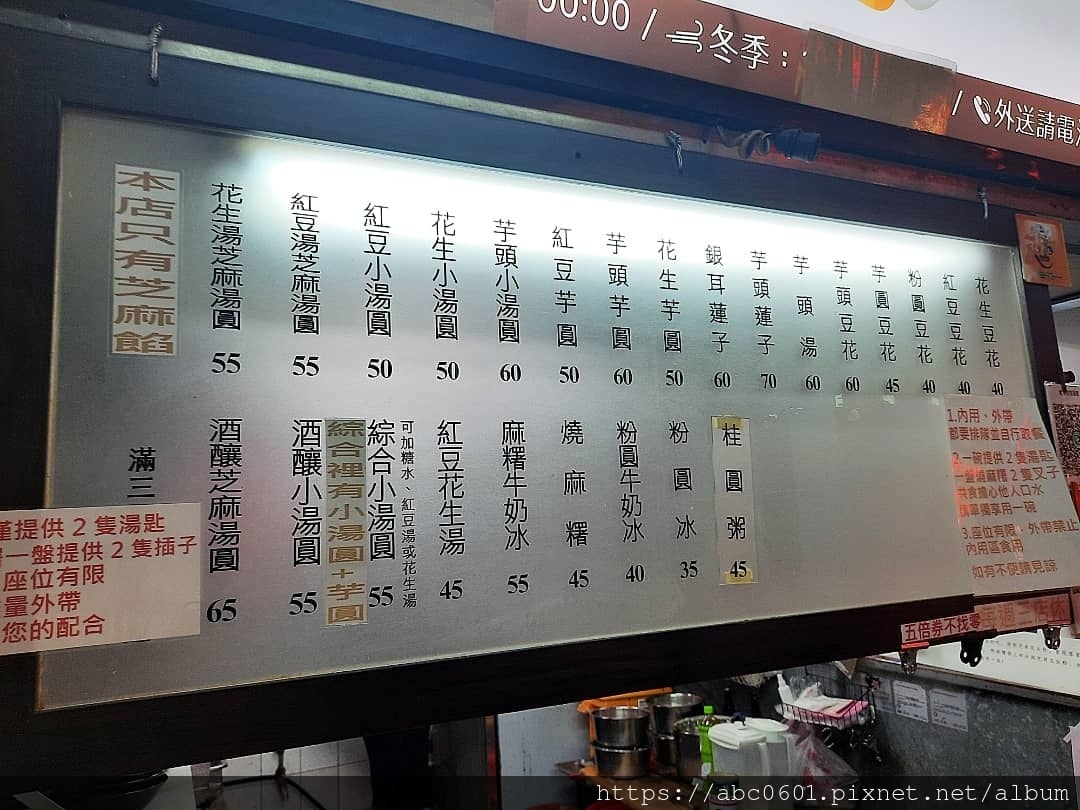 00:00 / 冬季：
/ 外送請電
本店只有芝麻餡
花生湯芝麻湯圓 55
紅豆湯芝麻湯圓 55
紅豆小湯圓 50
花生小湯圓 50
芋頭小湯圓 60
紅豆芋圓 50
芋頭芋圓 60
花生芋圓 50
銀耳蓮子 60
芋頭蓮子 70
芋頭湯 60
芋頭豆花 60
芋圓豆花 45
粉圓豆花 40
紅豆豆花 40
花生豆花 40
滿三
酒釀芝麻湯圓 65
酒釀小湯圓 55
綜合裡有小湯圓+芋圓
綜合小湯圓 55
可加糖水、紅豆湯或花生湯
紅豆花生湯 45
麻糬牛奶冰 55
燒麻糬 45
粉圓牛奶冰 40
粉圓冰 35
桂圓粥 45
僅提供 2 隻湯匙
一盤提供 2 隻插子
座位有限
量外帶
您的配合
1.內用、外帶
都要排隊並自行取餐
2.一碗提供 2 隻湯匙
一盤燒麻糬 2 隻叉子
共食擔心他人口水
請單獨享用一碗
3.座位有限，外帶禁止
內用區食用
如有不便請見諒
五倍券不找零
每週三店休
https://abc0601.pixnet.net/album